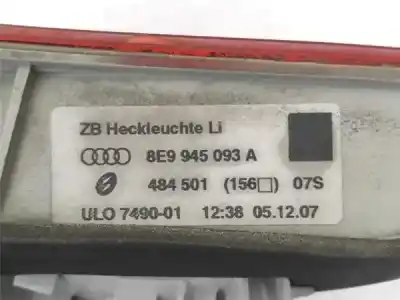 ZB Heckleuchte Li
8E9 945 093 A
484 501 (156□) 07S
ULO 7490-01 12:38 05.12.07